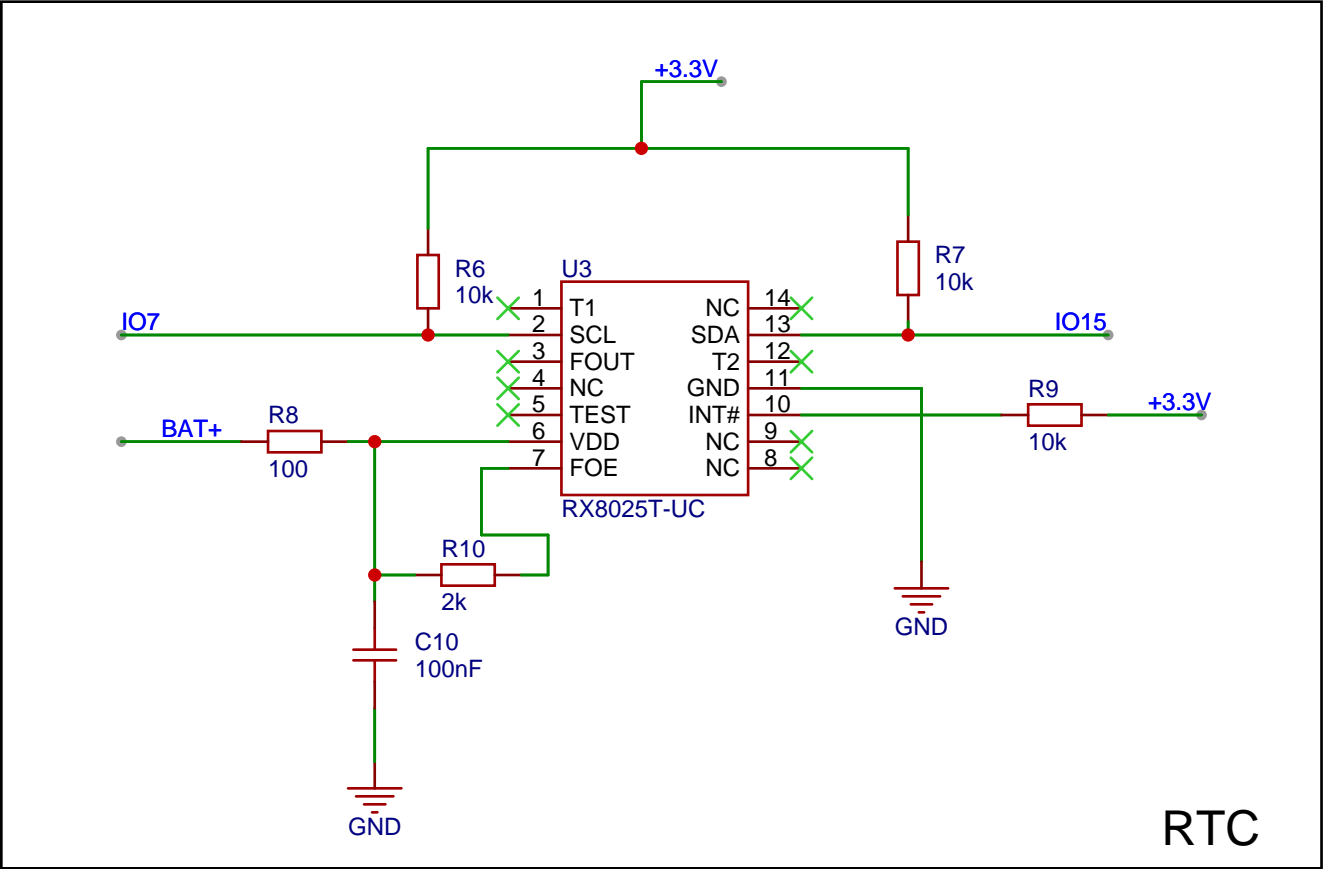 +3.3V
R6
10k
R7
10k
U3
IO7
IO15
1
T1
NC
14
2
SCL
SDA
13
3
FOUT
T2
12
4
NC
GND
11
5
TEST
INT#
10
6
VDD
NC
9
7
FOE
NC
8
RX8025T-UC
BAT+
R8
100
R9
10k
+3.3V
R10
2k
C10
100nF
GND
GND
RTC